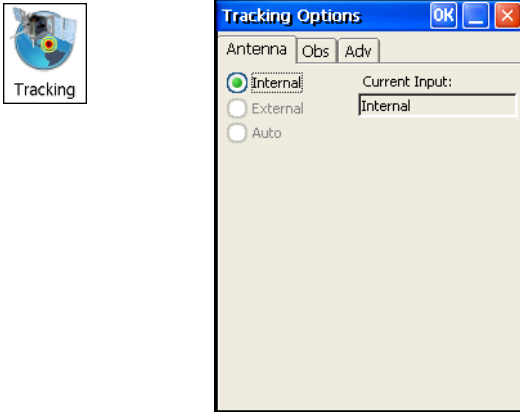 Tracking
Tracking Options OK
Antenna Obs Adv
Internal Current Input:
External Internal
Auto